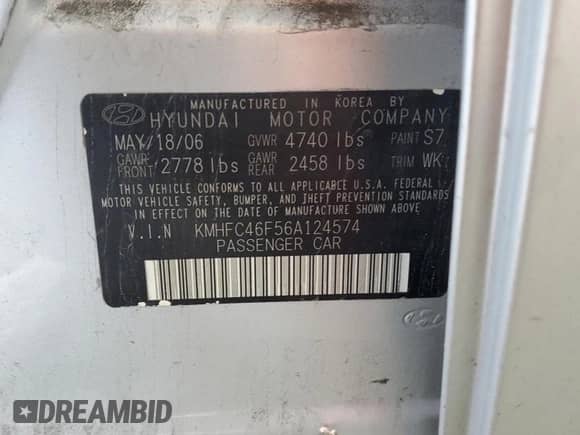 MANUFACTURED IN KOREA BY
HYUNDAI MOTOR COMPANY
MAY/18/06 GVWR 4740 lbs PAINT S7
GAWR FRONT 2778 lbs GAWR REAR 2458 lbs TRIM WK
THIS VEHICLE CONFORMS TO ALL APPLICABLE U.S.A. FEDERAL
MOTOR VEHICLE SAFETY, BUMPER, AND THEFT PREVENTION STANDARDS
IN EFFECT ON THE DATE OF MANUFACTURE SHOWN ABOVE.
V.I.N KMHFC46F56A124574
PASSENGER CAR
DREAMBID